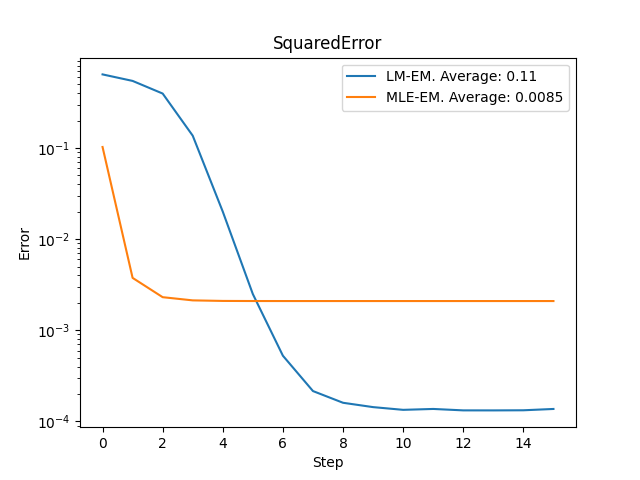 SquaredError
LM-EM. Average: 0.11
MLE-EM. Average: 0.0085
Error
10⁻¹
10⁻²
10⁻³
10⁻⁴
0 2 4 6 8 10 12 14
Step